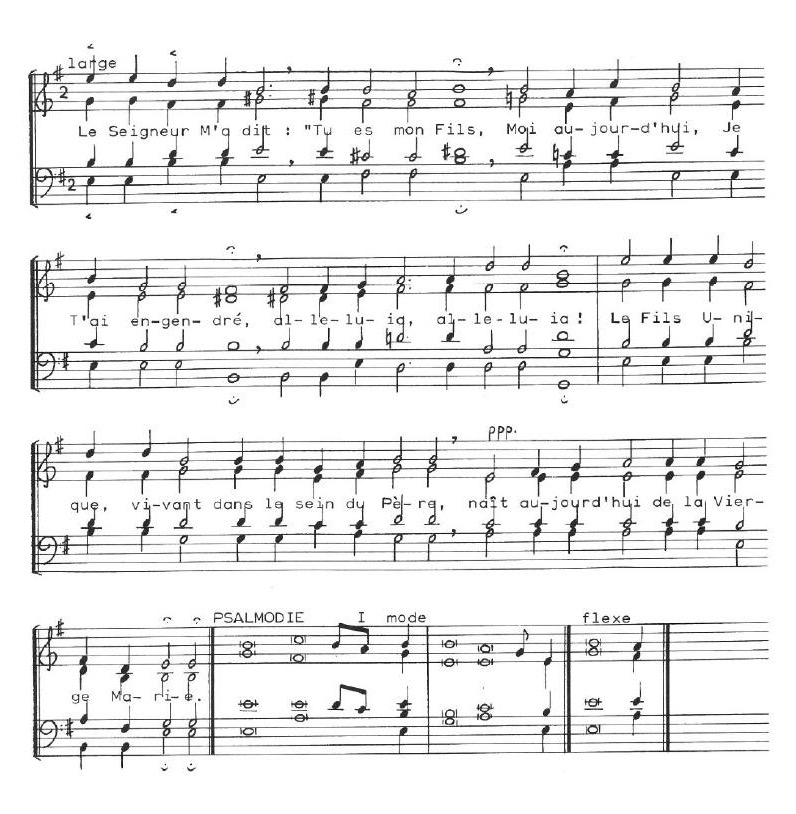 large
Le Seigneur M'a dit : "Tu es mon Fils, Moi au-jour-d'hui, Je
T'ai en-gen-dré, al-le-lu-ia, al-le-lu-ia! Le Fils U-ni-
ppp.
que, vi-vant dans le sein du Pè-re, naît au-jourd'hui de la Vier-
PSALMODIE I mode flexe
ge Ma-ri-e.